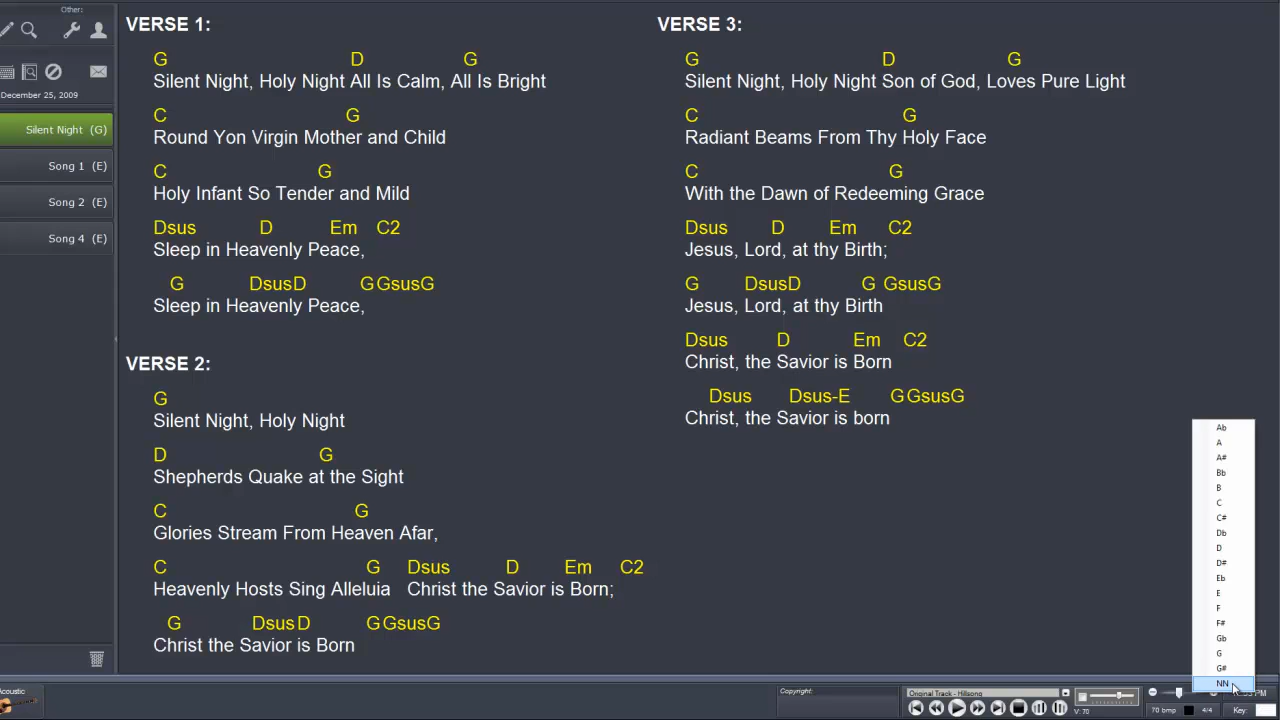 Other:
December 25, 2009
Silent Night (G)
Song 1 (E)
Song 2 (E)
Song 4 (E)
VERSE 1:
G D G
Silent Night, Holy Night All Is Calm, All Is Bright
C G
Round Yon Virgin Mother and Child
C G
Holy Infant So Tender and Mild
Dsus D Em C2
Sleep in Heavenly Peace,
G DsusD GGsusG
Sleep in Heavenly Peace,
VERSE 2:
G
Silent Night, Holy Night
D G
Shepherds Quake at the Sight
C G
Glories Stream From Heaven Afar,
C G Dsus D Em C2
Heavenly Hosts Sing Alleluia Christ the Savior is Born;
G DsusD GGsusG
Christ the Savior is Born
VERSE 3:
G D G
Silent Night, Holy Night Son of God, Loves Pure Light
C G
Radiant Beams From Thy Holy Face
C G
With the Dawn of Redeeming Grace
Dsus D Em C2
Jesus, Lord, at thy Birth;
G DsusD G GsusG
Jesus, Lord, at thy Birth
Dsus D Em C2
Christ, the Savior is Born
Dsus Dsus-E GGsusG
Christ, the Savior is born
Ab
A
A#
Bb
B
C
C#
Db
D
D#
Eb
E
F
F#
Gb
G
G#
NN
Acoustic:
Copyright:
Original Track - Hillsong
V: 70
70 bmp
4/4
Key:
PM